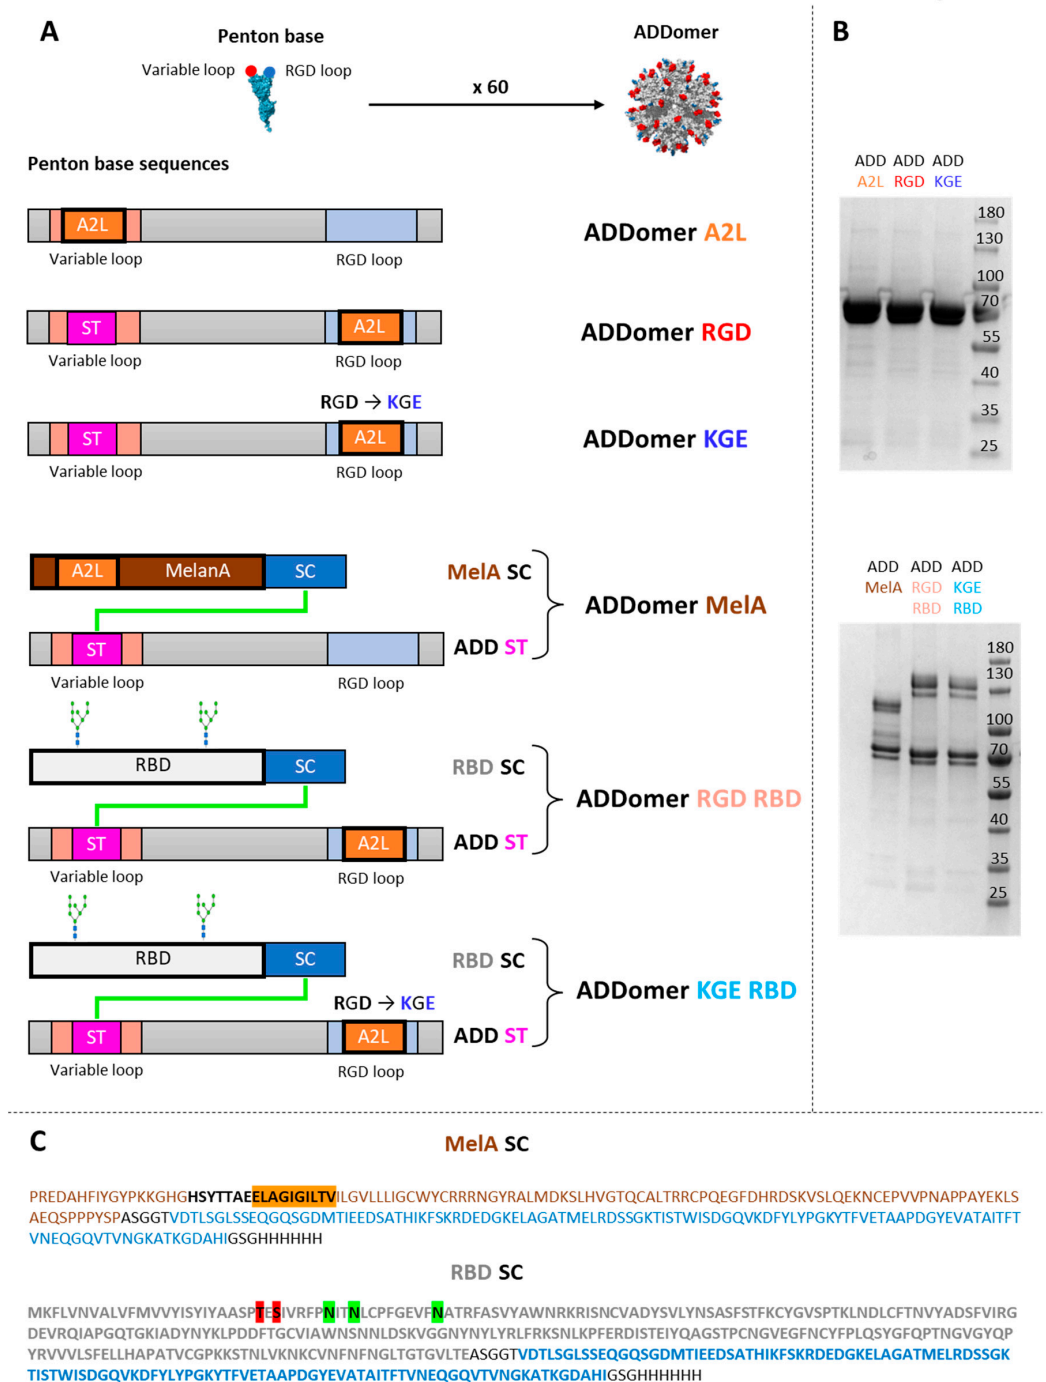 A
Penton base
ADDomer
Variable loop
RGD loop
x 60
Penton base sequences
A2L
Variable loop
RGD loop
ADDomer A2L
ST
A2L
Variable loop
RGD loop
ADDomer RGD
RGD → KGE
ST
A2L
Variable loop
RGD loop
ADDomer KGE
A2L
MelanA
SC
MelA SC
ST
ADD ST
Variable loop
RGD loop
ADDomer MelA
RBD
SC
RBD SC
ST
A2L
ADD ST
Variable loop
RGD loop
ADDomer RGD RBD
RBD
SC
RBD SC
RGD → KGE
ST
A2L
ADD ST
Variable loop
RGD loop
ADDomer KGE RBD
B
ADD ADD ADD
A2L RGD KGE
180
130
100
70
55
40
35
25
ADD ADD ADD
MelA RGD KGE
RBD RBD
180
130
100
70
55
40
35
25
C
MelA SC
PREDAHFIYGYPKKGHGHSYTTAEELAGIGILTVILGVLLLIGCWYCRRRNGYRALMDKSLHVGTQCALTRRCPQEGFDHRDSKVSLQEKNCEPVVPNAPPAYEKLS
AEQSPPPYSPASGGTVDTLSGLSSEQGQSGDMTIEEDSATHIKFSKRDEDGKELAGATMELRDSSGKTISTWISDGQVKDFYLYPGKYTFVETAAPDGYEVATAITFT
VNEQGQVTVNGKATKGDAHIGSGHHHHHH
RBD SC
MKFLVNVALVFMVVYISYIYAASPTESIVRFPNITNLCPFGEVFNATRFASVYAWNRKRISNCVADYSVLYNSASFSTFKCYGVSPTKLNDLCFTNVYADSFVIRG
DEVRQIAPGQTGKIADYNYKLPDDFTGCVIAWNSNNLDSKVGGNYNYLYRLFRKSNLKPFERDISTEIYQAGSTPCNGVEGFNCYFPLQSYGFQPTNGVGYQP
YRVVVLSFELLHAPATVCGPKKSTNLVKNKCVNFNFNGLTGTGVLTEASGGTVDTLSGLSSEQGQSGDMTIEEDSATHIKFSKRDEDGKELAGATMELRDSSGK
TISTWISDGQVKDFYLYPGKYTFVETAAPDGYEVATAITFTVNEQGQVTVNGKATKGDAHIGSGHHHHHH